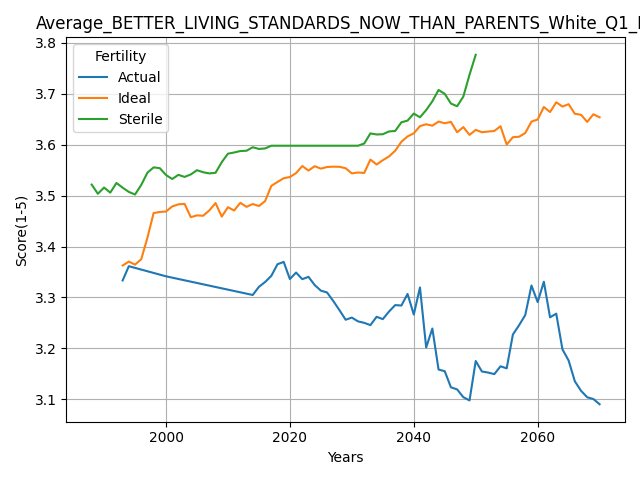 Average_BETTER_LIVING_STANDARDS_NOW_THAN_PARENTS_White_Q1_
Fertility
Actual
Ideal
Sterile
3.8
3.7
3.6
3.5
3.4
3.3
3.2
3.1
Score(1-5)
2000
2020
2040
2060
Years